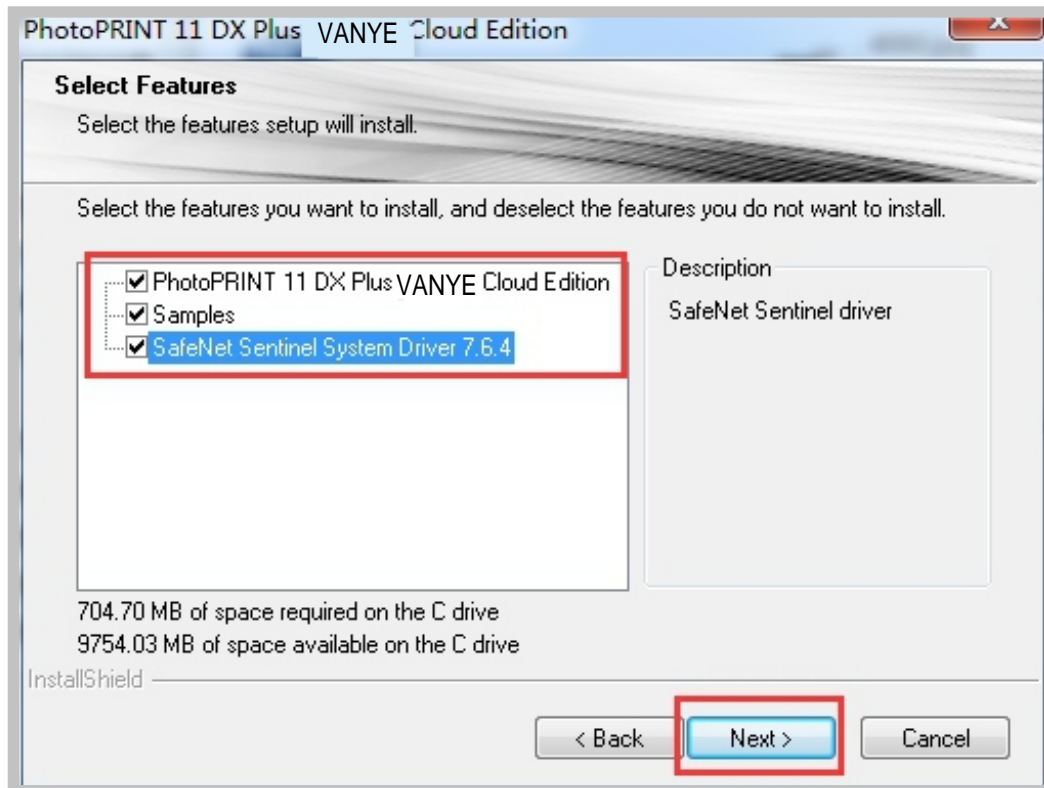 PhotoPRINT 11 DX Plus VANYE Cloud Edition
Select Features
Select the features setup will install.
Select the features you want to install, and deselect the features you do not want to install.
PhotoPRINT 11 DX Plus VANYE Cloud Edition
Samples
SafeNet Sentinel System Driver 7.6.4
Description
SafeNet Sentinel driver
704.70 MB of space required on the C drive
9754.03 MB of space available on the C drive
InstallShield
< Back
Next >
Cancel